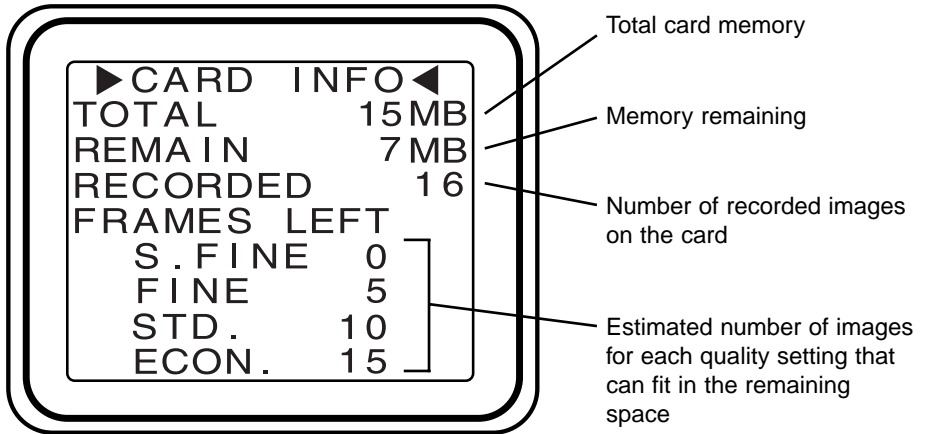 ▶CARD INFO◀
TOTAL 15MB
REMAIN 7MB
RECORDED 16
FRAMES LEFT
S.FINE 0
FINE 5
STD. 10
ECON. 15
Total card memory
Memory remaining
Number of recorded images
on the card
Estimated number of images
for each quality setting that
can fit in the remaining
space